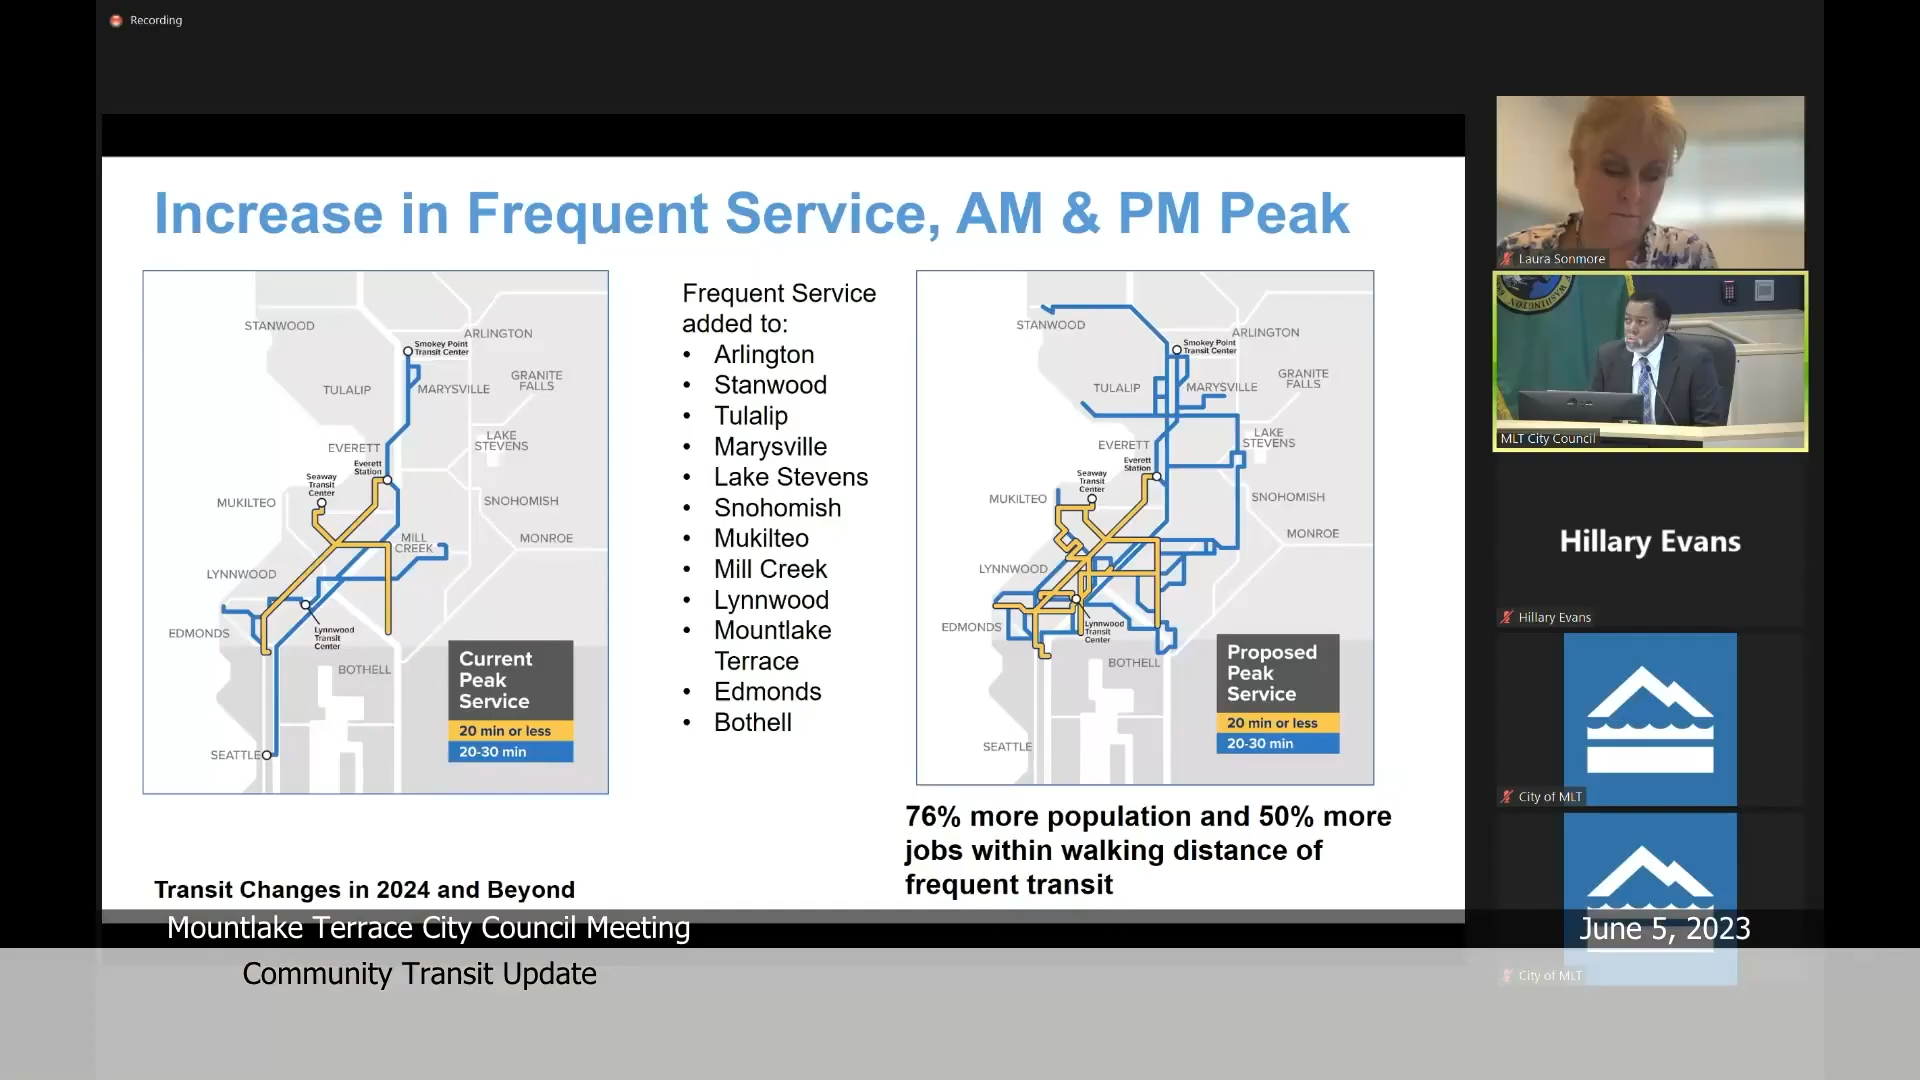 Recording
Increase in Frequent Service, AM & PM Peak
STANWOOD
ARLINGTON
Smokey Point
Transit Center
GRANITE
FALLS
TULALIP
MARYSVILLE
LAKE
STEVENS
EVERETT
Everett
Station
Seaway
Transit
Center
MUKILTEO
SNOHOMISH
MILL
CREEK
MONROE
LYNNWOOD
EDMONDS
Lynnwood
Transit
Center
BOTHELL
SEATTLE
Current
Peak
Service
20 min or less
20-30 min
Frequent Service
added to:
• Arlington
• Stanwood
• Tulalip
• Marysville
• Lake Stevens
• Snohomish
• Mukilteo
• Mill Creek
• Lynnwood
• Mountlake
Terrace
• Edmonds
• Bothell
STANWOOD
ARLINGTON
Smokey Point
Transit Center
GRANITE
FALLS
TULALIP
MARYSVILLE
LAKE
STEVENS
EVERETT
Everett
Station
Seaway
Transit
Center
MUKILTEO
SNOHOMISH
MONROE
LYNNWOOD
EDMONDS
Lynnwood
Transit
Center
BOTHELL
SEATTLE
Proposed
Peak
Service
20 min or less
20-30 min
76% more population and 50% more
jobs within walking distance of
frequent transit
Transit Changes in 2024 and Beyond
Laura Sonmore
WASHINGTON
MLT City Council
Hillary Evans
Hillary Evans
City of MLT
City of MLT
Mountlake Terrace City Council Meeting
June 5, 2023
Community Transit Update